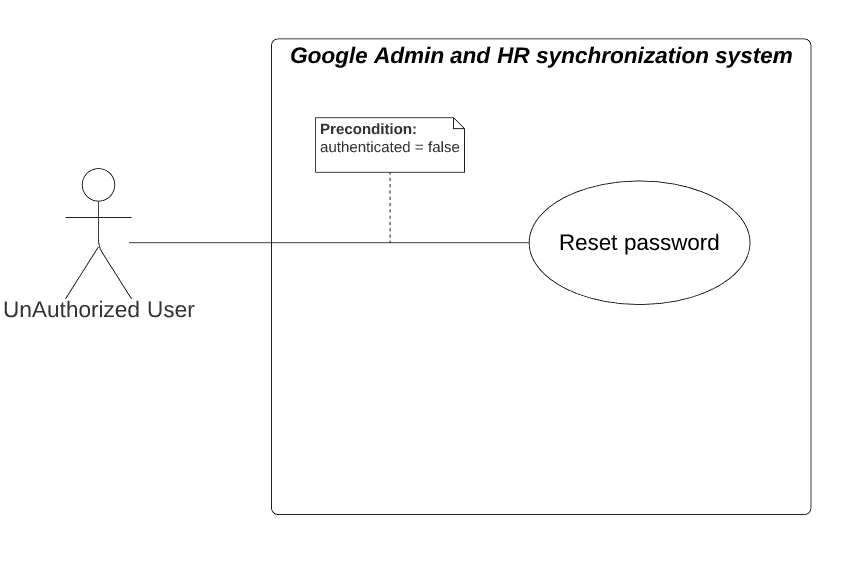 Google Admin and HR synchronization system
Precondition:
authenticated = false
Reset password
UnAuthorized User